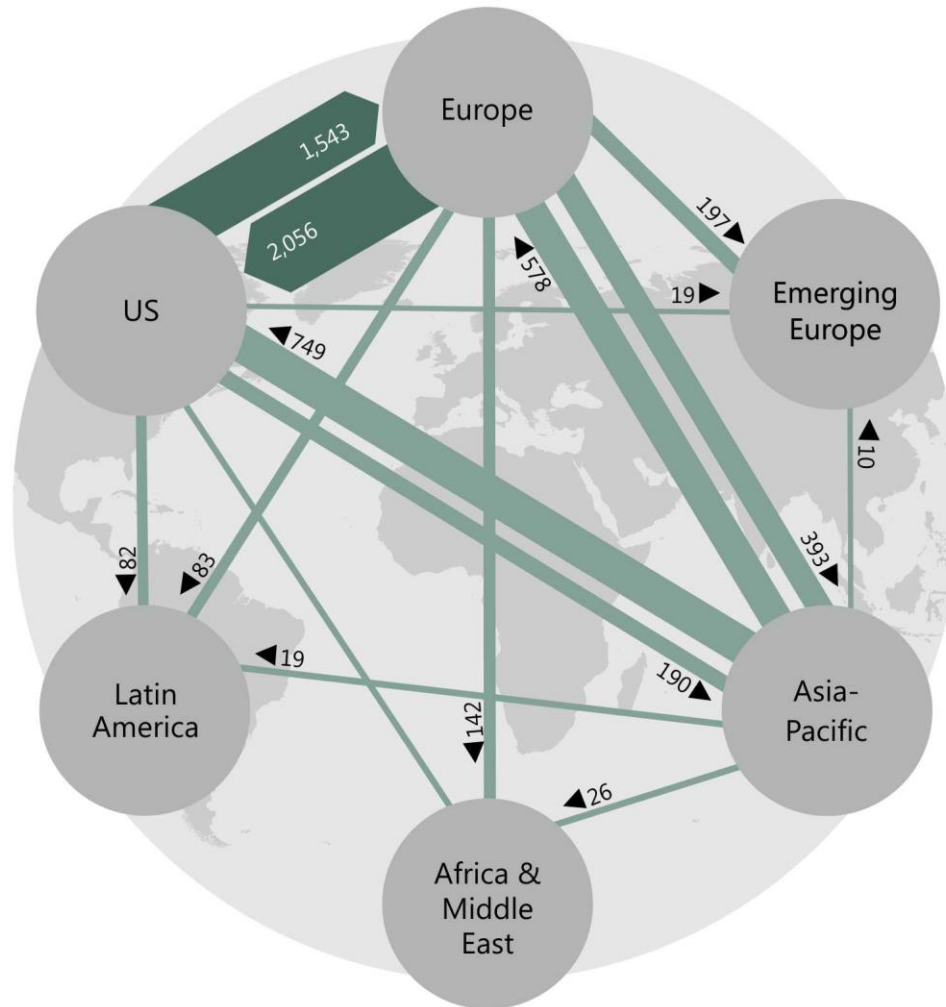 Europe
1,543
2,056
197
578
US
19
Emerging
Europe
749
10
393
82
83
19
190
142
Latin
America
Asia-
Pacific
26
Africa &
Middle
East